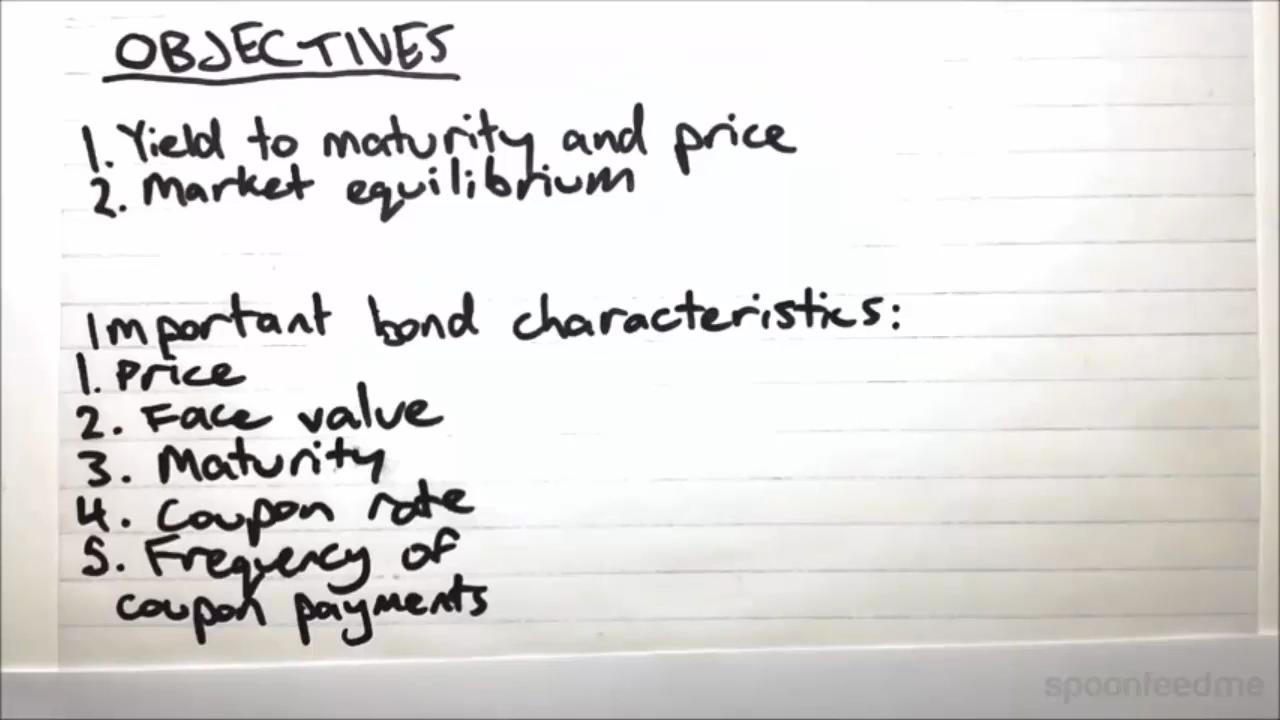 OBJECTIVES
1. Yield to maturity and price
2. Market equilibrium
Important bond characteristics:
1. Price
2. Face value
3. Maturity
4. Coupon rate
5. Frequency of
coupon payments
spoonfeedme